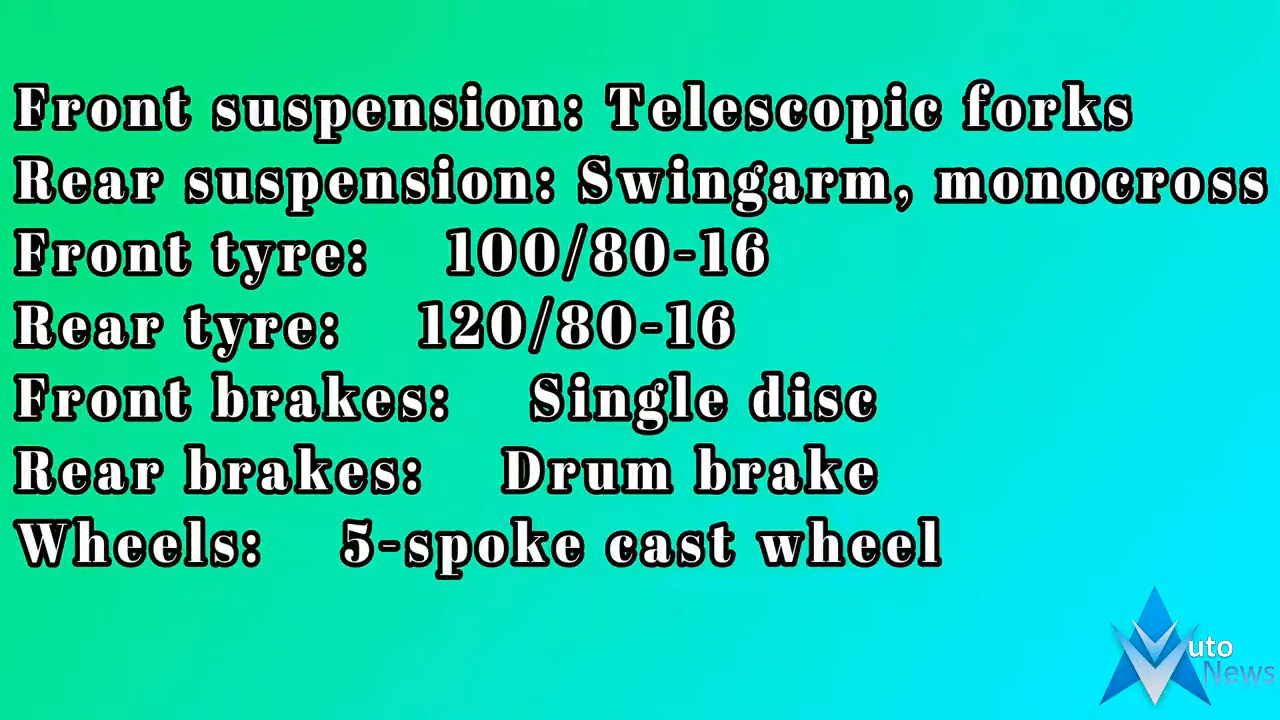 Front suspension: Telescopic forks
Rear suspension: Swingarm, monocross
Front tyre: 100/80-16
Rear tyre: 120/80-16
Front brakes: Single disc
Rear brakes: Drum brake
Wheels: 5-spoke cast wheel
uto
News